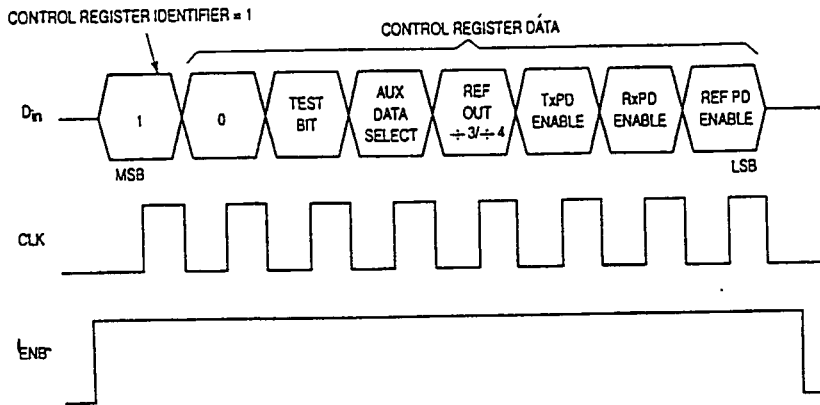 CONTROL REGISTER IDENTIFIER = 1
CONTROL REGISTER DATA
Din
1
0
TEST
BIT
AUX
DATA
SELECT
REF
OUT
÷3/÷4
TxPD
ENABLE
RxPD
ENABLE
REF PD
ENABLE
MSB
LSB
CLK
ENB